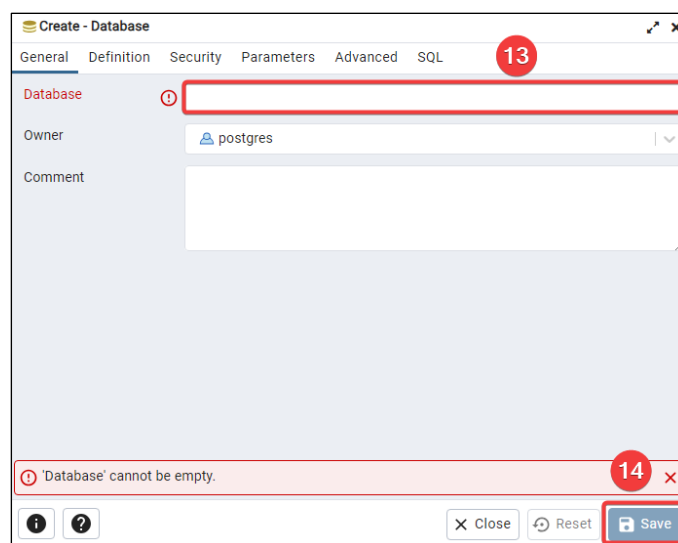 Create - Database
General Definition Security Parameters Advanced SQL
13
Database
Owner postgres
Comment
'Database' cannot be empty.
14
Close Reset Save